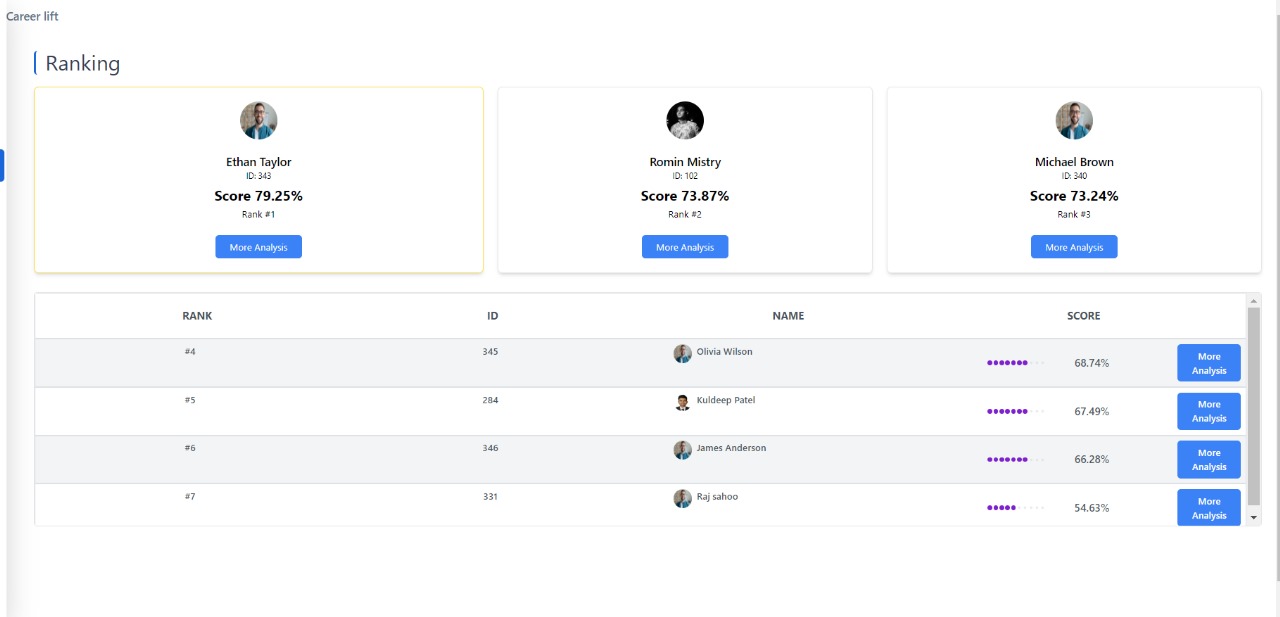 Career lift
Ranking
Ethan Taylor
ID: 343
Score 79.25%
Rank #1
More Analysis
Romin Mistry
ID: 102
Score 73.87%
Rank #2
More Analysis
Michael Brown
ID: 340
Score 73.24%
Rank #3
More Analysis
RANK ID NAME SCORE
#4 345 Olivia Wilson 68.74% More Analysis
#5 284 Kuldeep Patel 67.49% More Analysis
#6 346 James Anderson 66.28% More Analysis
#7 331 Raj sahoo 54.63% More Analysis